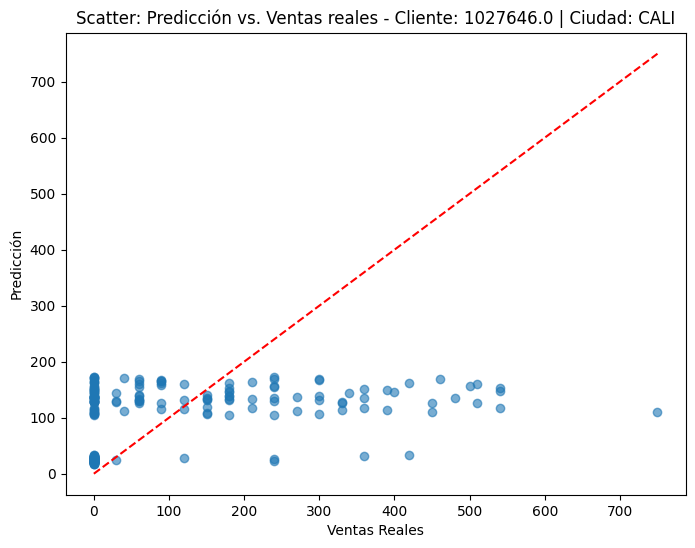 Scatter: Predicción vs. Ventas reales - Cliente: 1027646.0 | Ciudad: CALI
700
600
500
400
300
200
100
0
Predicción
0 100 200 300 400 500 600 700
Ventas Reales